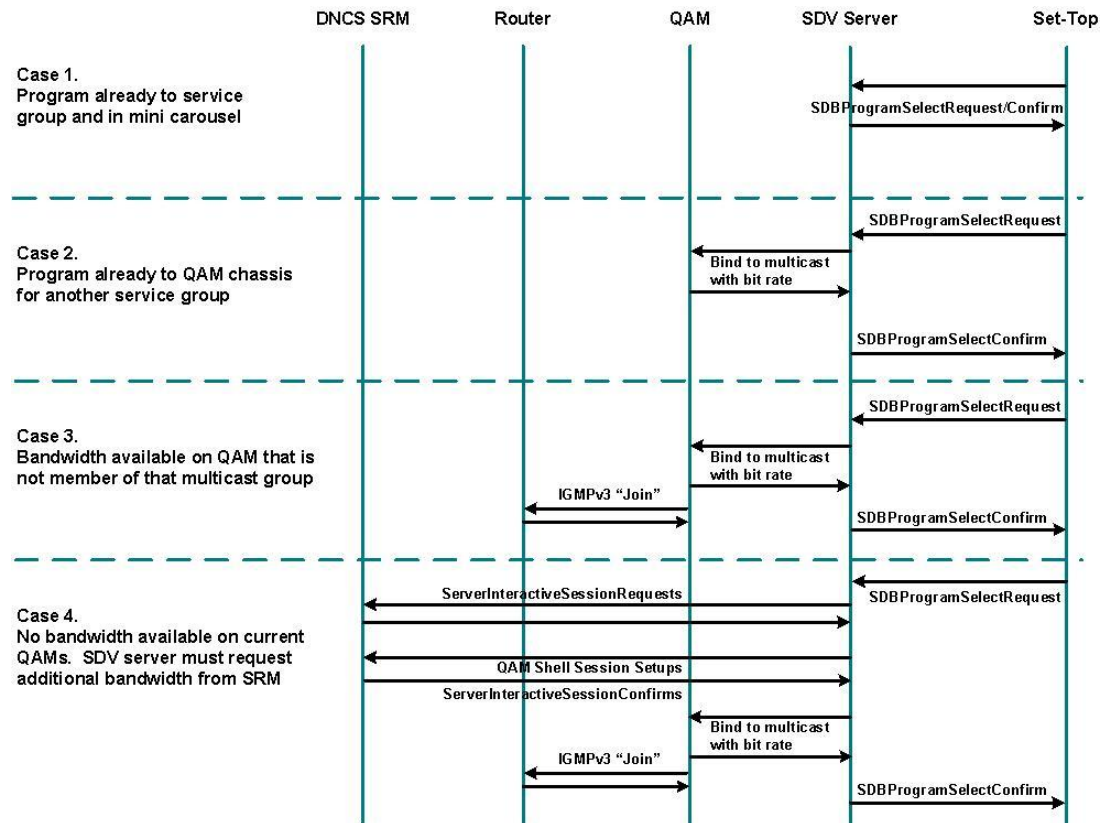 DNCS SRM Router QAM SDV Server Set-Top
Case 1.
Program already to service
group and in mini carousel
SDBProgramSelectRequest/Confirm
Case 2.
Program already to QAM chassis
for another service group
SDBProgramSelectRequest
Bind to multicast
with bit rate
SDBProgramSelectConfirm
Case 3.
Bandwidth available on QAM that is
not member of that multicast group
SDBProgramSelectRequest
Bind to multicast
with bit rate
IGMPv3 “Join”
SDBProgramSelectConfirm
Case 4.
No bandwidth available on current
QAMs. SDV server must request
additional bandwidth from SRM
SDBProgramSelectRequest
ServerInteractiveSessionRequests
QAM Shell Session Setups
ServerInteractiveSessionConfirms
Bind to multicast
with bit rate
IGMPv3 “Join”
SDBProgramSelectConfirm